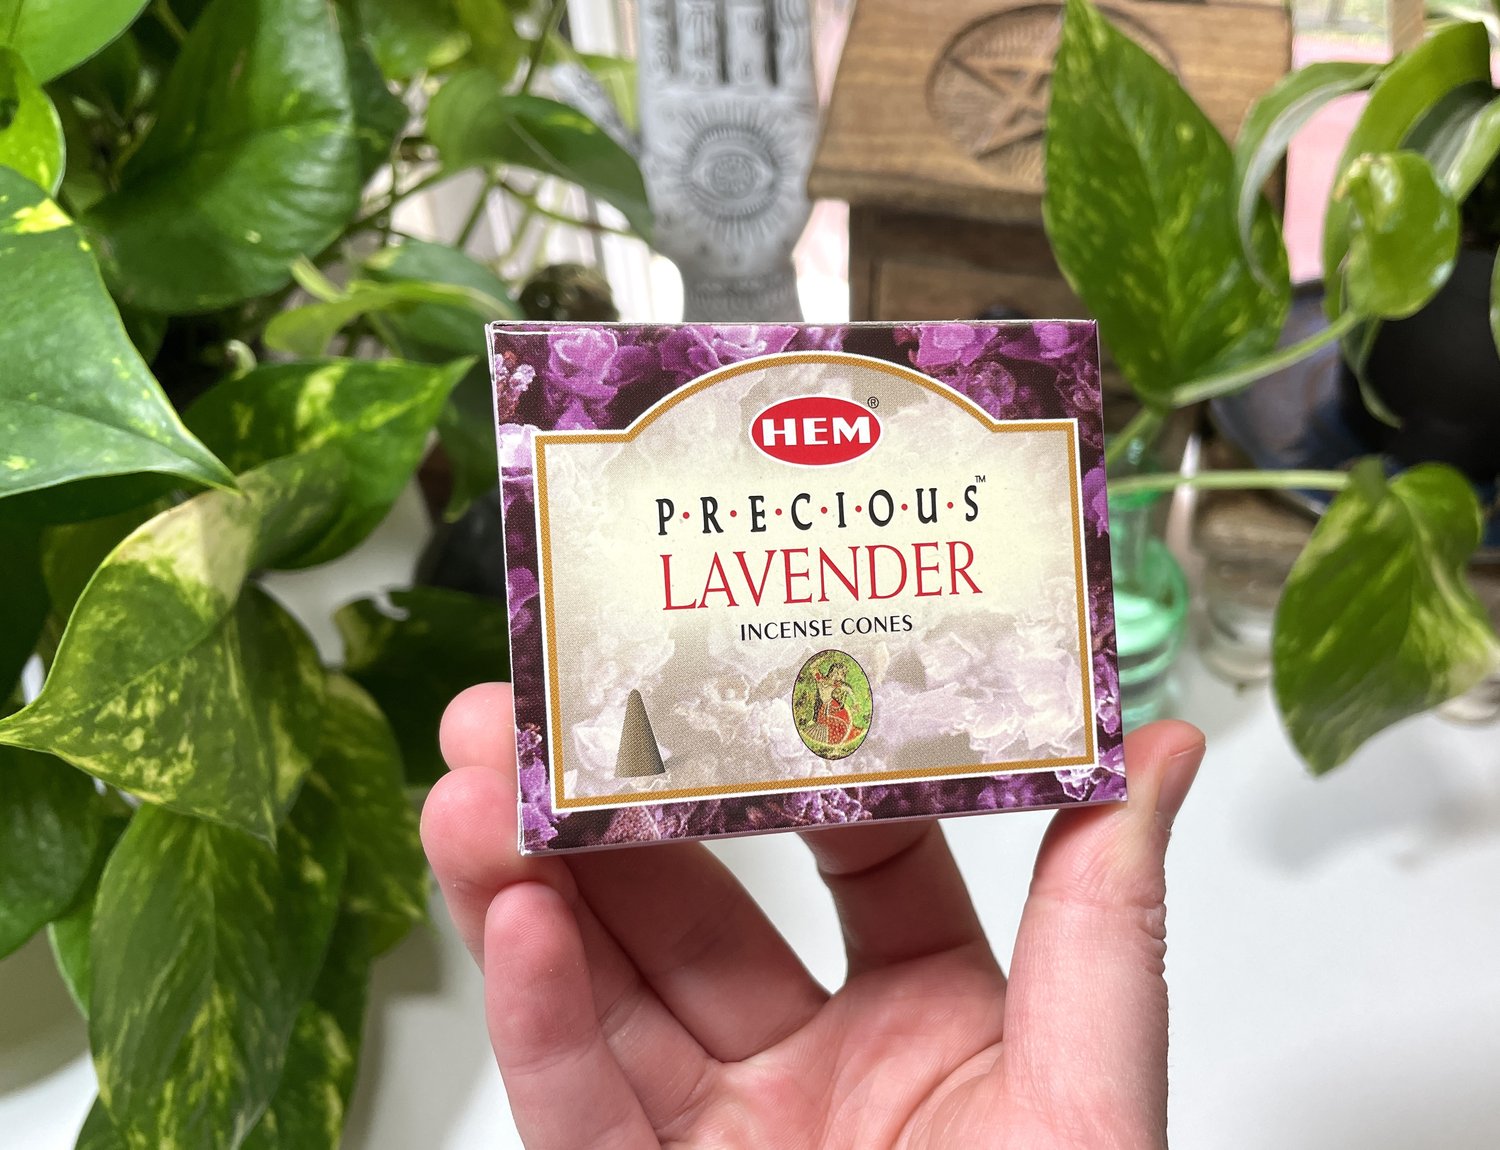 HEM®
P·R·E·C·I·O·U·S™
LAVENDER
INCENSE CONES